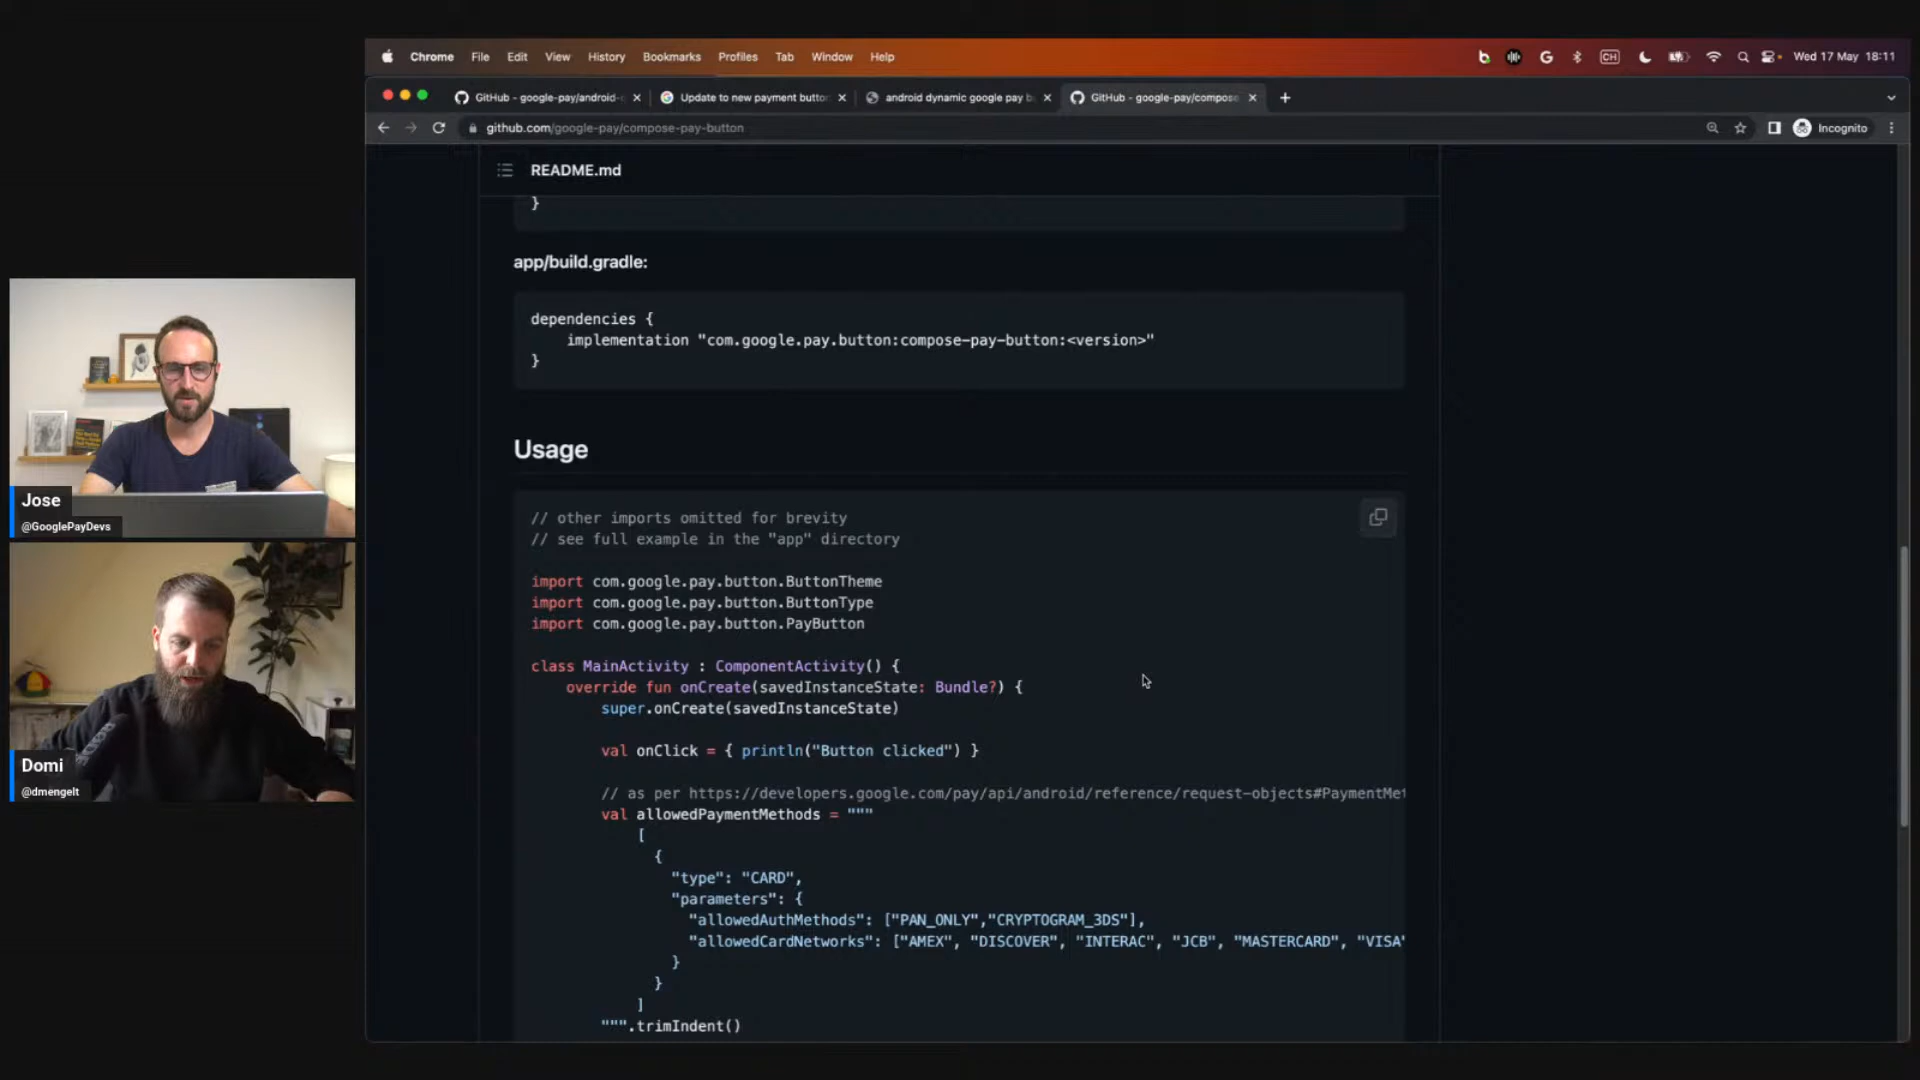 Chrome File Edit View History Bookmarks Profiles Tab Window Help
CH
Wed 17 May 18:11
GitHub - google-pay/android-
Update to new payment button
android dynamic google pay b
GitHub - google-pay/compose
github.com/google-pay/compose-pay-button
Incognito
README.md
}
app/build.gradle:
dependencies {
implementation "com.google.pay.button:compose-pay-button:<version>"
}
Usage
// other imports omitted for brevity
// see full example in the "app" directory
import com.google.pay.button.ButtonTheme
import com.google.pay.button.ButtonType
import com.google.pay.button.PayButton
class MainActivity : ComponentActivity() {
override fun onCreate(savedInstanceState: Bundle?) {
super.onCreate(savedInstanceState)
val onClick = { println("Button clicked") }
// as per https://developers.google.com/pay/api/android/reference/request-objects#PaymentMet
val allowedPaymentMethods = """
[
{
"type": "CARD",
"parameters": {
"allowedAuthMethods": ["PAN_ONLY","CRYPTOGRAM_3DS"],
"allowedCardNetworks": ["AMEX", "DISCOVER", "INTERAC", "JCB", "MASTERCARD", "VISA"
}
}
]
""".trimIndent()
Jose
@GooglePayDevs
Domi
@dmengelt